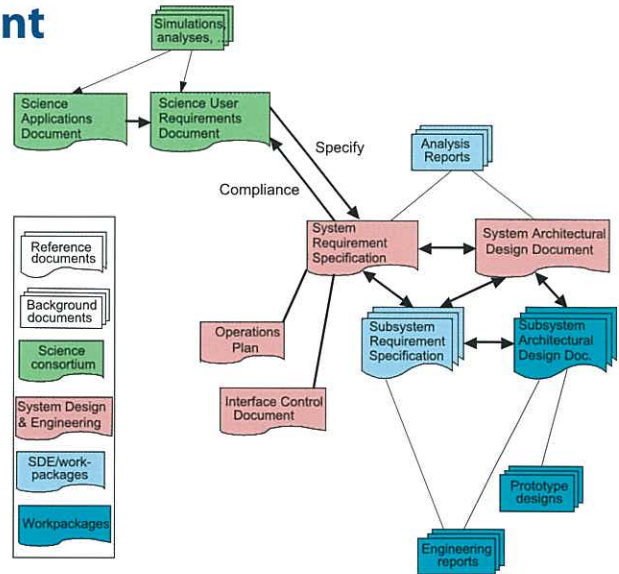 nt
Simulations,
analyses, ...
Science
Applications
Document
Science User
Requirements
Document
Specify
Compliance
Analysis
Reports
System
Requirement
Specification
System Architectural
Design Document
Reference
documents
Background
documents
Science
consortium
System Design
& Engineering
SDE/work-
packages
Workpackages
Operations
Plan
Interface Control
Document
Subsystem
Requirement
Specification
Subsystem
Architectural
Design Doc.
Prototype
designs
Engineering
reports